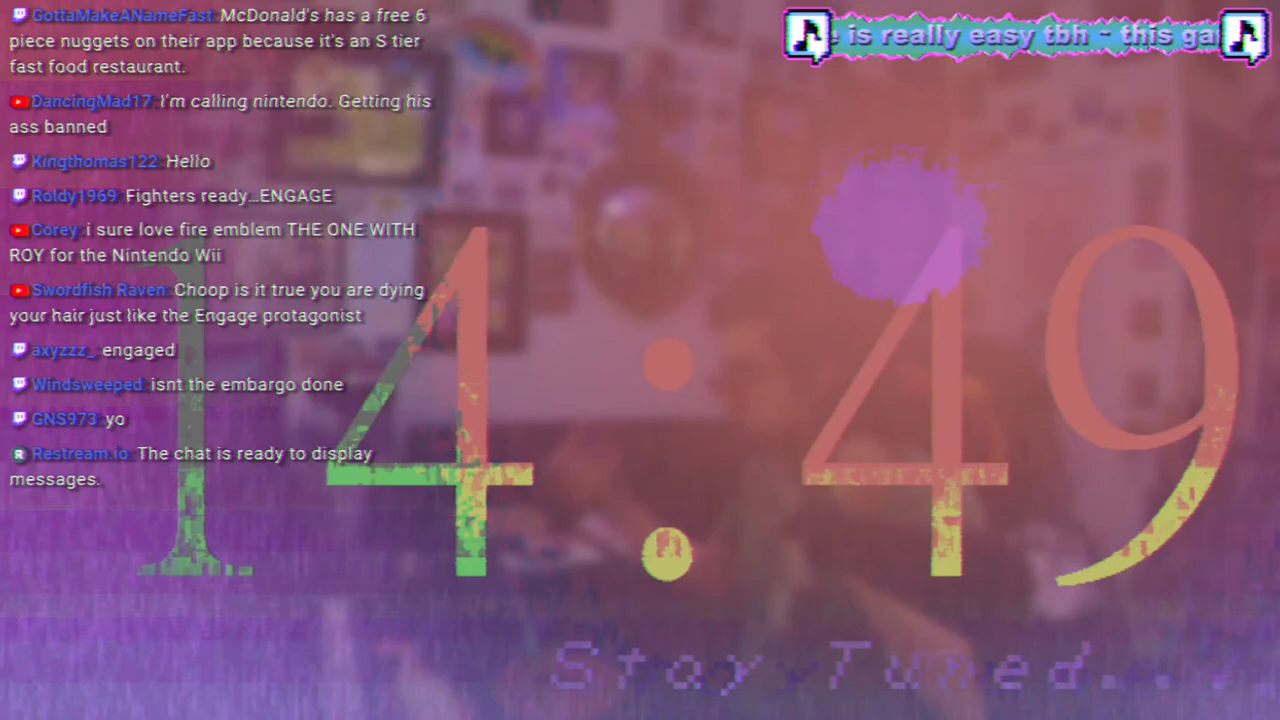 GottaMakeANameFast: McDonald's has a free 6
piece nuggets on their app because it's an S tier
fast food restaurant.
DancingMad17: I'm calling nintendo. Getting his
ass banned
Kingthomas122: Hello
Roldy1969: Fighters ready...ENGAGE
Corey: i sure love fire emblem THE ONE WITH
ROY for the Nintendo Wii
Swordfish Raven: Choop is it true you are dying
your hair just like the Engage protagonist
axyzzz_: engaged
Windsweeped: isnt the embargo done
GNS973: yo
R Restream.io: The chat is ready to display
messages.
e is really easy tbh ~ this ga
14:49
Stay Tuned...